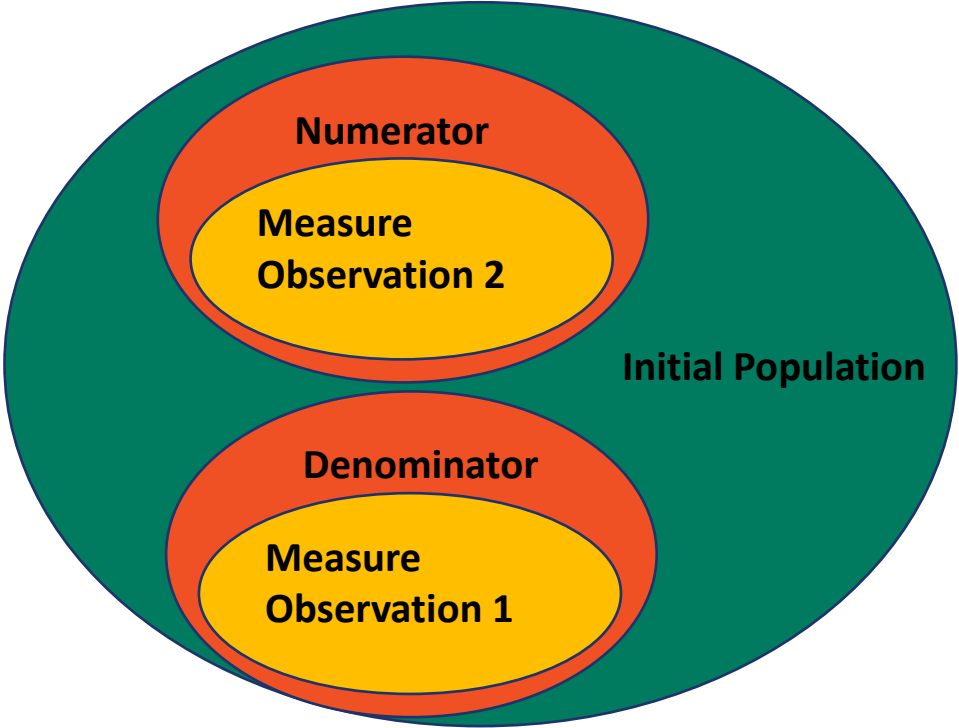 Numerator
Measure
Observation 2
Initial Population
Denominator
Measure
Observation 1